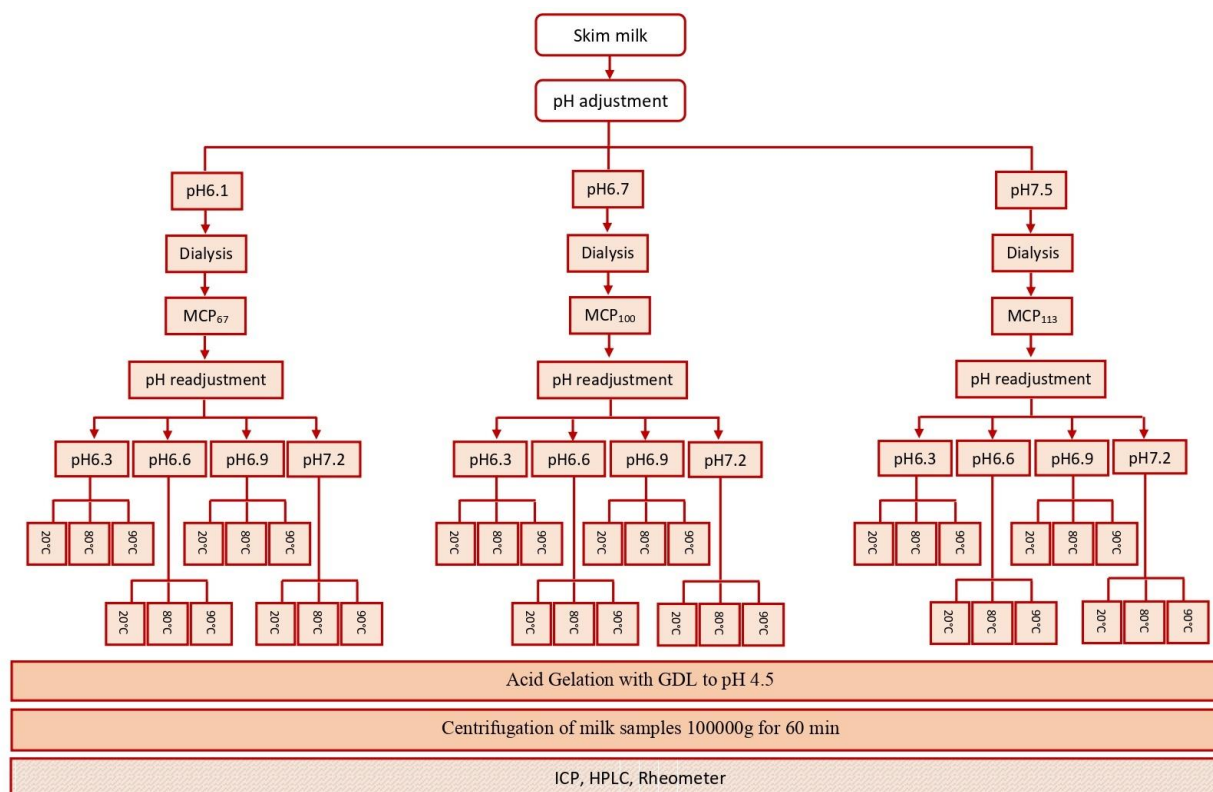 Skim milk
pH adjustment
pH6.1 pH6.7 pH7.5
Dialysis Dialysis Dialysis
MCP₆₇ MCP₁₀₀ MCP₁₁₃
pH readjustment pH readjustment pH readjustment
pH6.3 pH6.6 pH6.9 pH7.2 pH6.3 pH6.6 pH6.9 pH7.2 pH6.3 pH6.6 pH6.9 pH7.2
20°C 80°C 90°C 20°C 80°C 90°C 20°C 80°C 90°C 20°C 80°C 90°C 20°C 80°C 90°C 20°C 80°C 90°C
20°C 80°C 90°C 20°C 80°C 90°C 20°C 80°C 90°C 20°C 80°C 90°C 20°C 80°C 90°C 20°C 80°C 90°C
Acid Gelation with GDL to pH 4.5
Centrifugation of milk samples 100000g for 60 min
ICP, HPLC, Rheometer